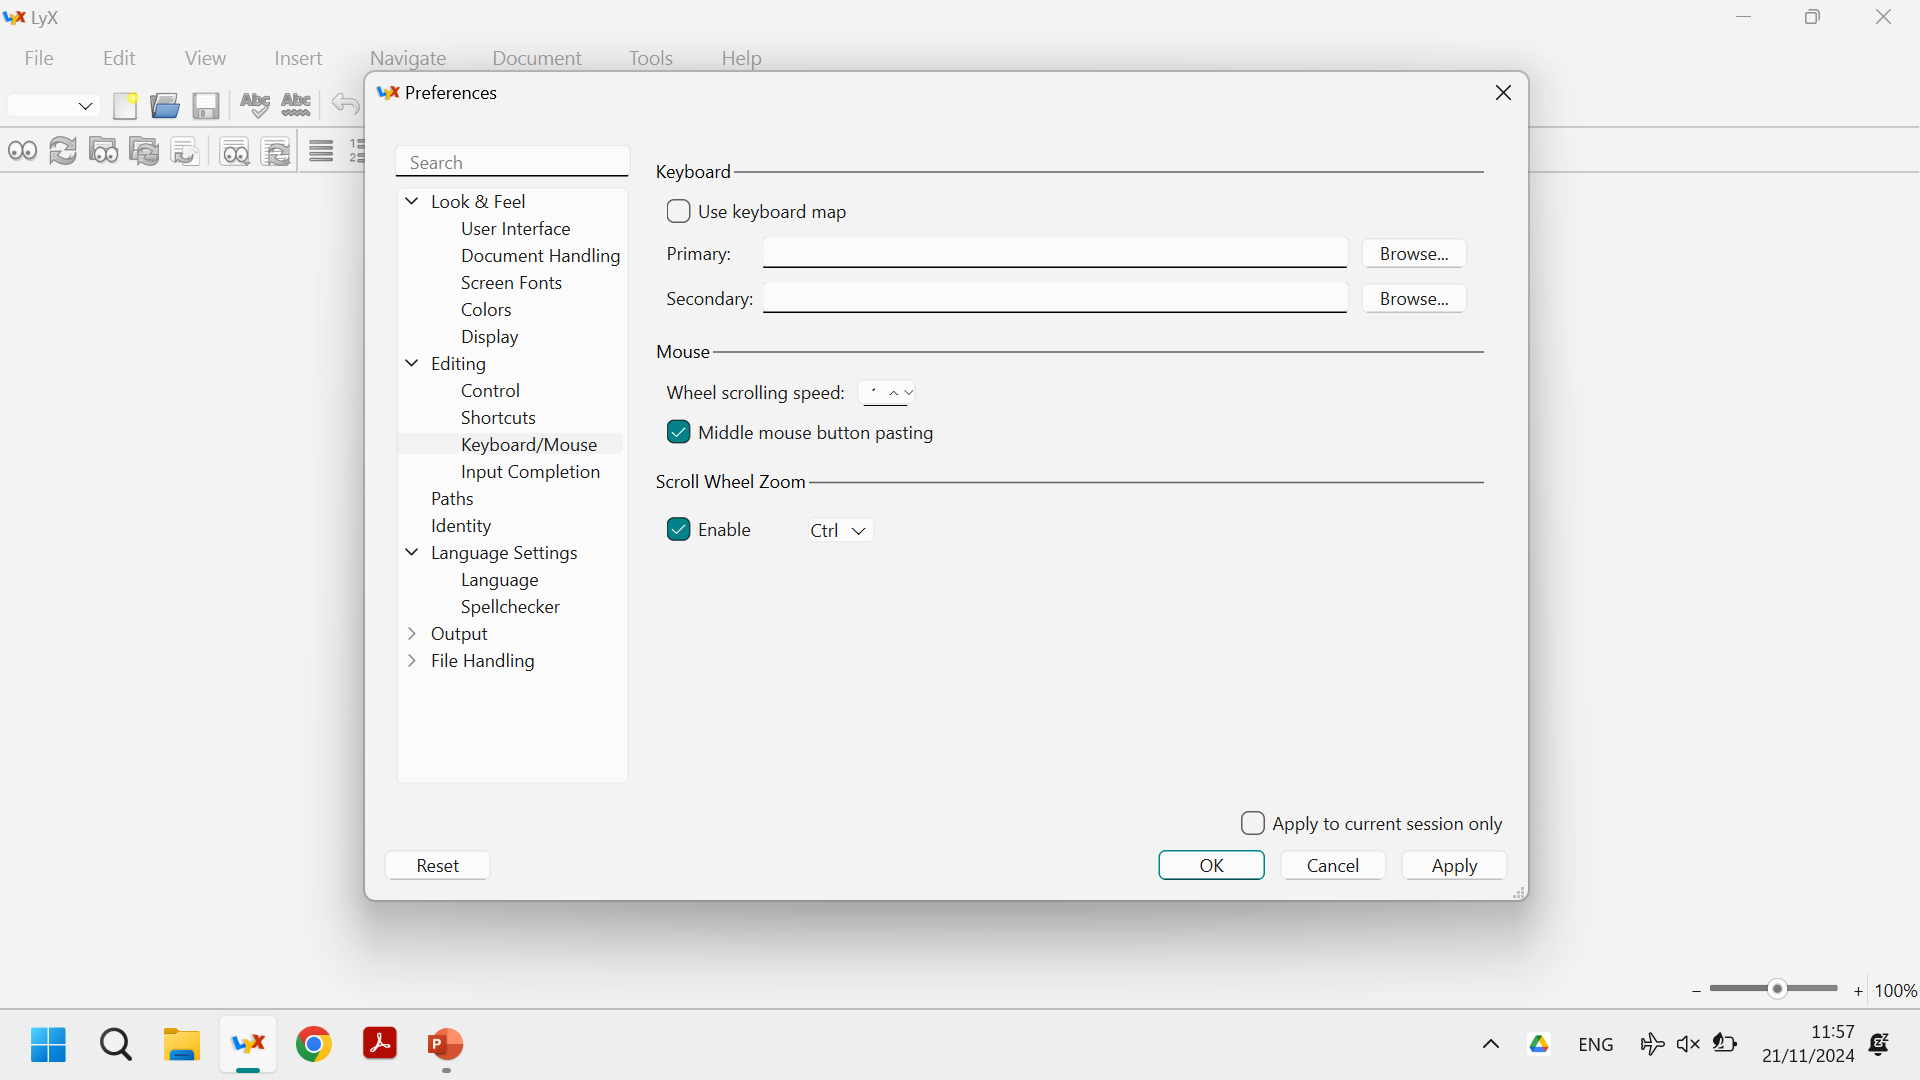 LyX
File Edit View Insert Navigate Document Tools Help
Preferences
Search
Look & Feel
User Interface
Document Handling
Screen Fonts
Colors
Display
Editing
Control
Shortcuts
Keyboard/Mouse
Input Completion
Paths
Identity
Language Settings
Language
Spellchecker
Output
File Handling
Keyboard
Use keyboard map
Primary: Browse...
Secondary: Browse...
Mouse
Wheel scrolling speed:
Middle mouse button pasting
Scroll Wheel Zoom
Enable Ctrl
Apply to current session only
Reset OK Cancel Apply
- + 100%
ENG
11:57
21/11/2024